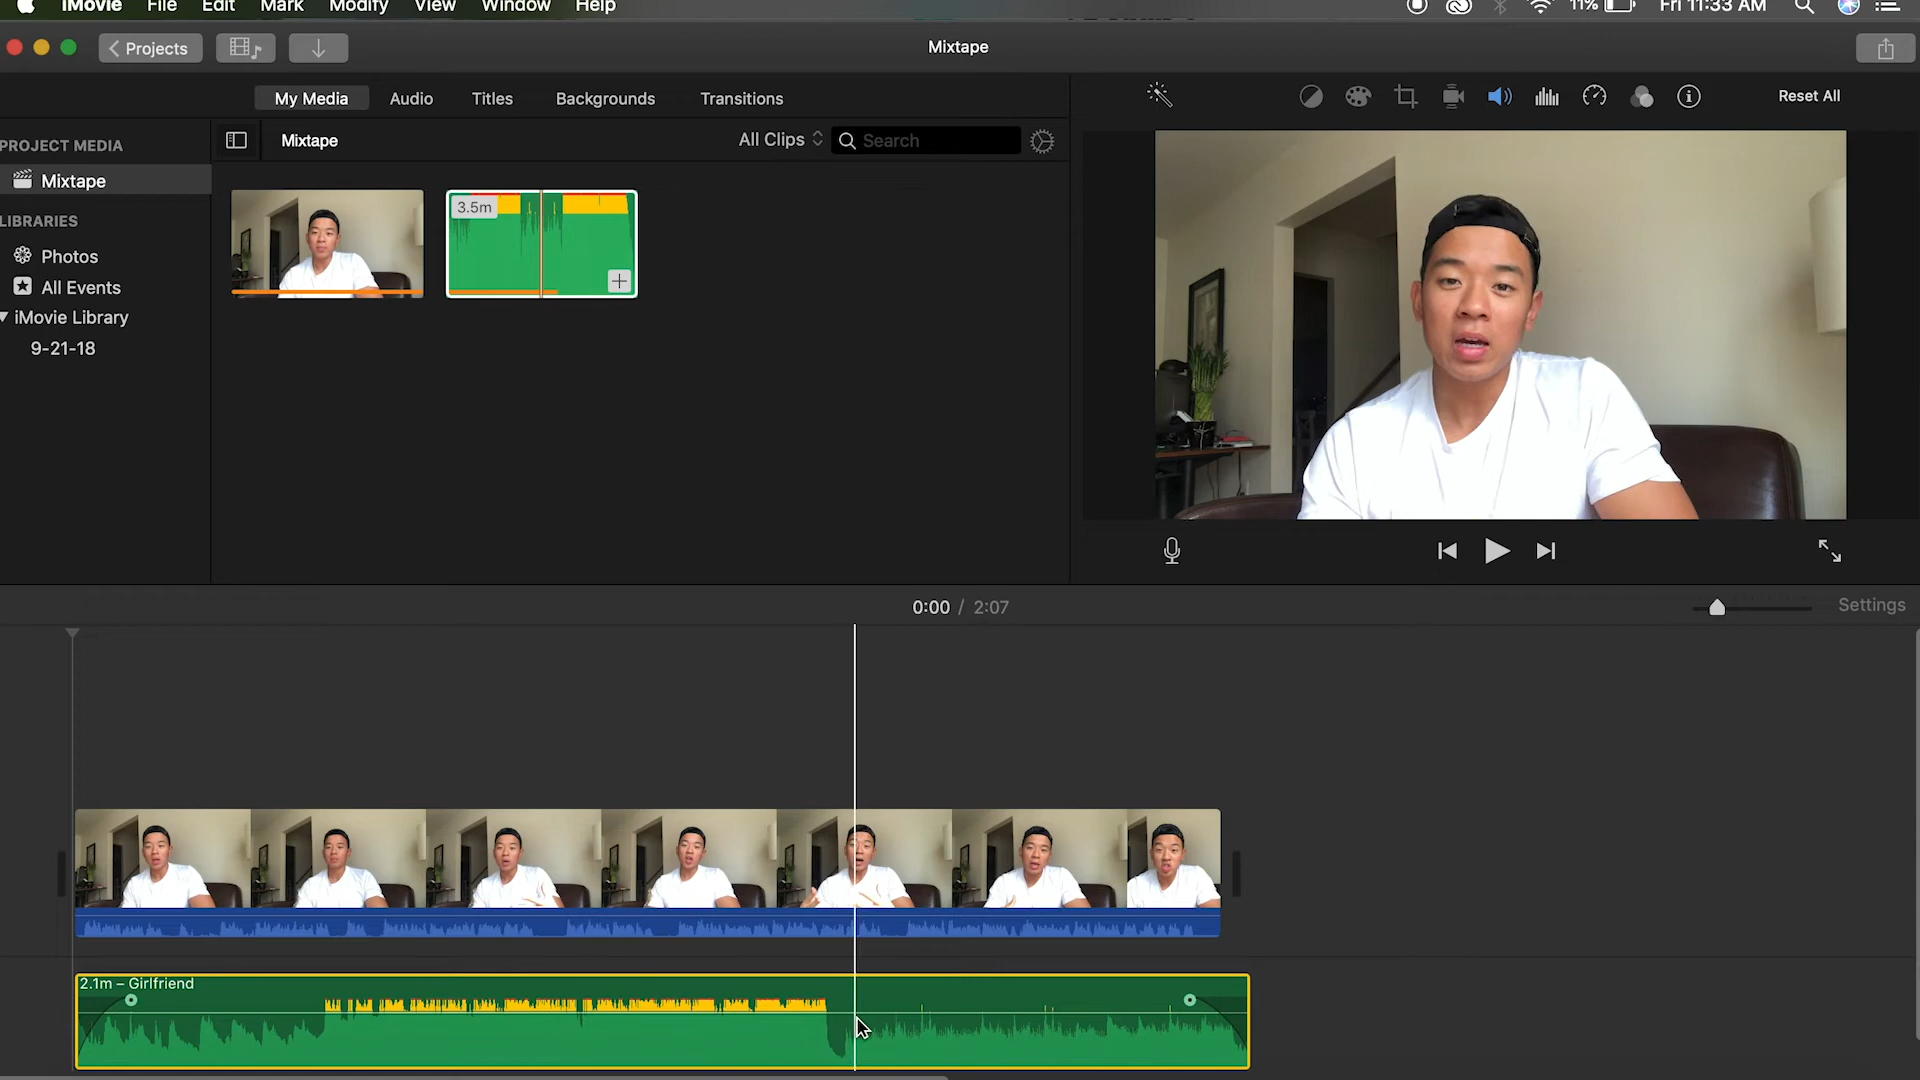 iMovie File Edit Mark Modify View Window Help 11% Fri 11:33 AM
Projects Mixtape
My Media Audio Titles Backgrounds Transitions Reset All
PROJECT MEDIA
Mixtape
LIBRARIES
Photos
All Events
iMovie Library
9-21-18
Mixtape All Clips Search
3.5m
0:00 / 2:07 Settings
2.1m – Girlfriend